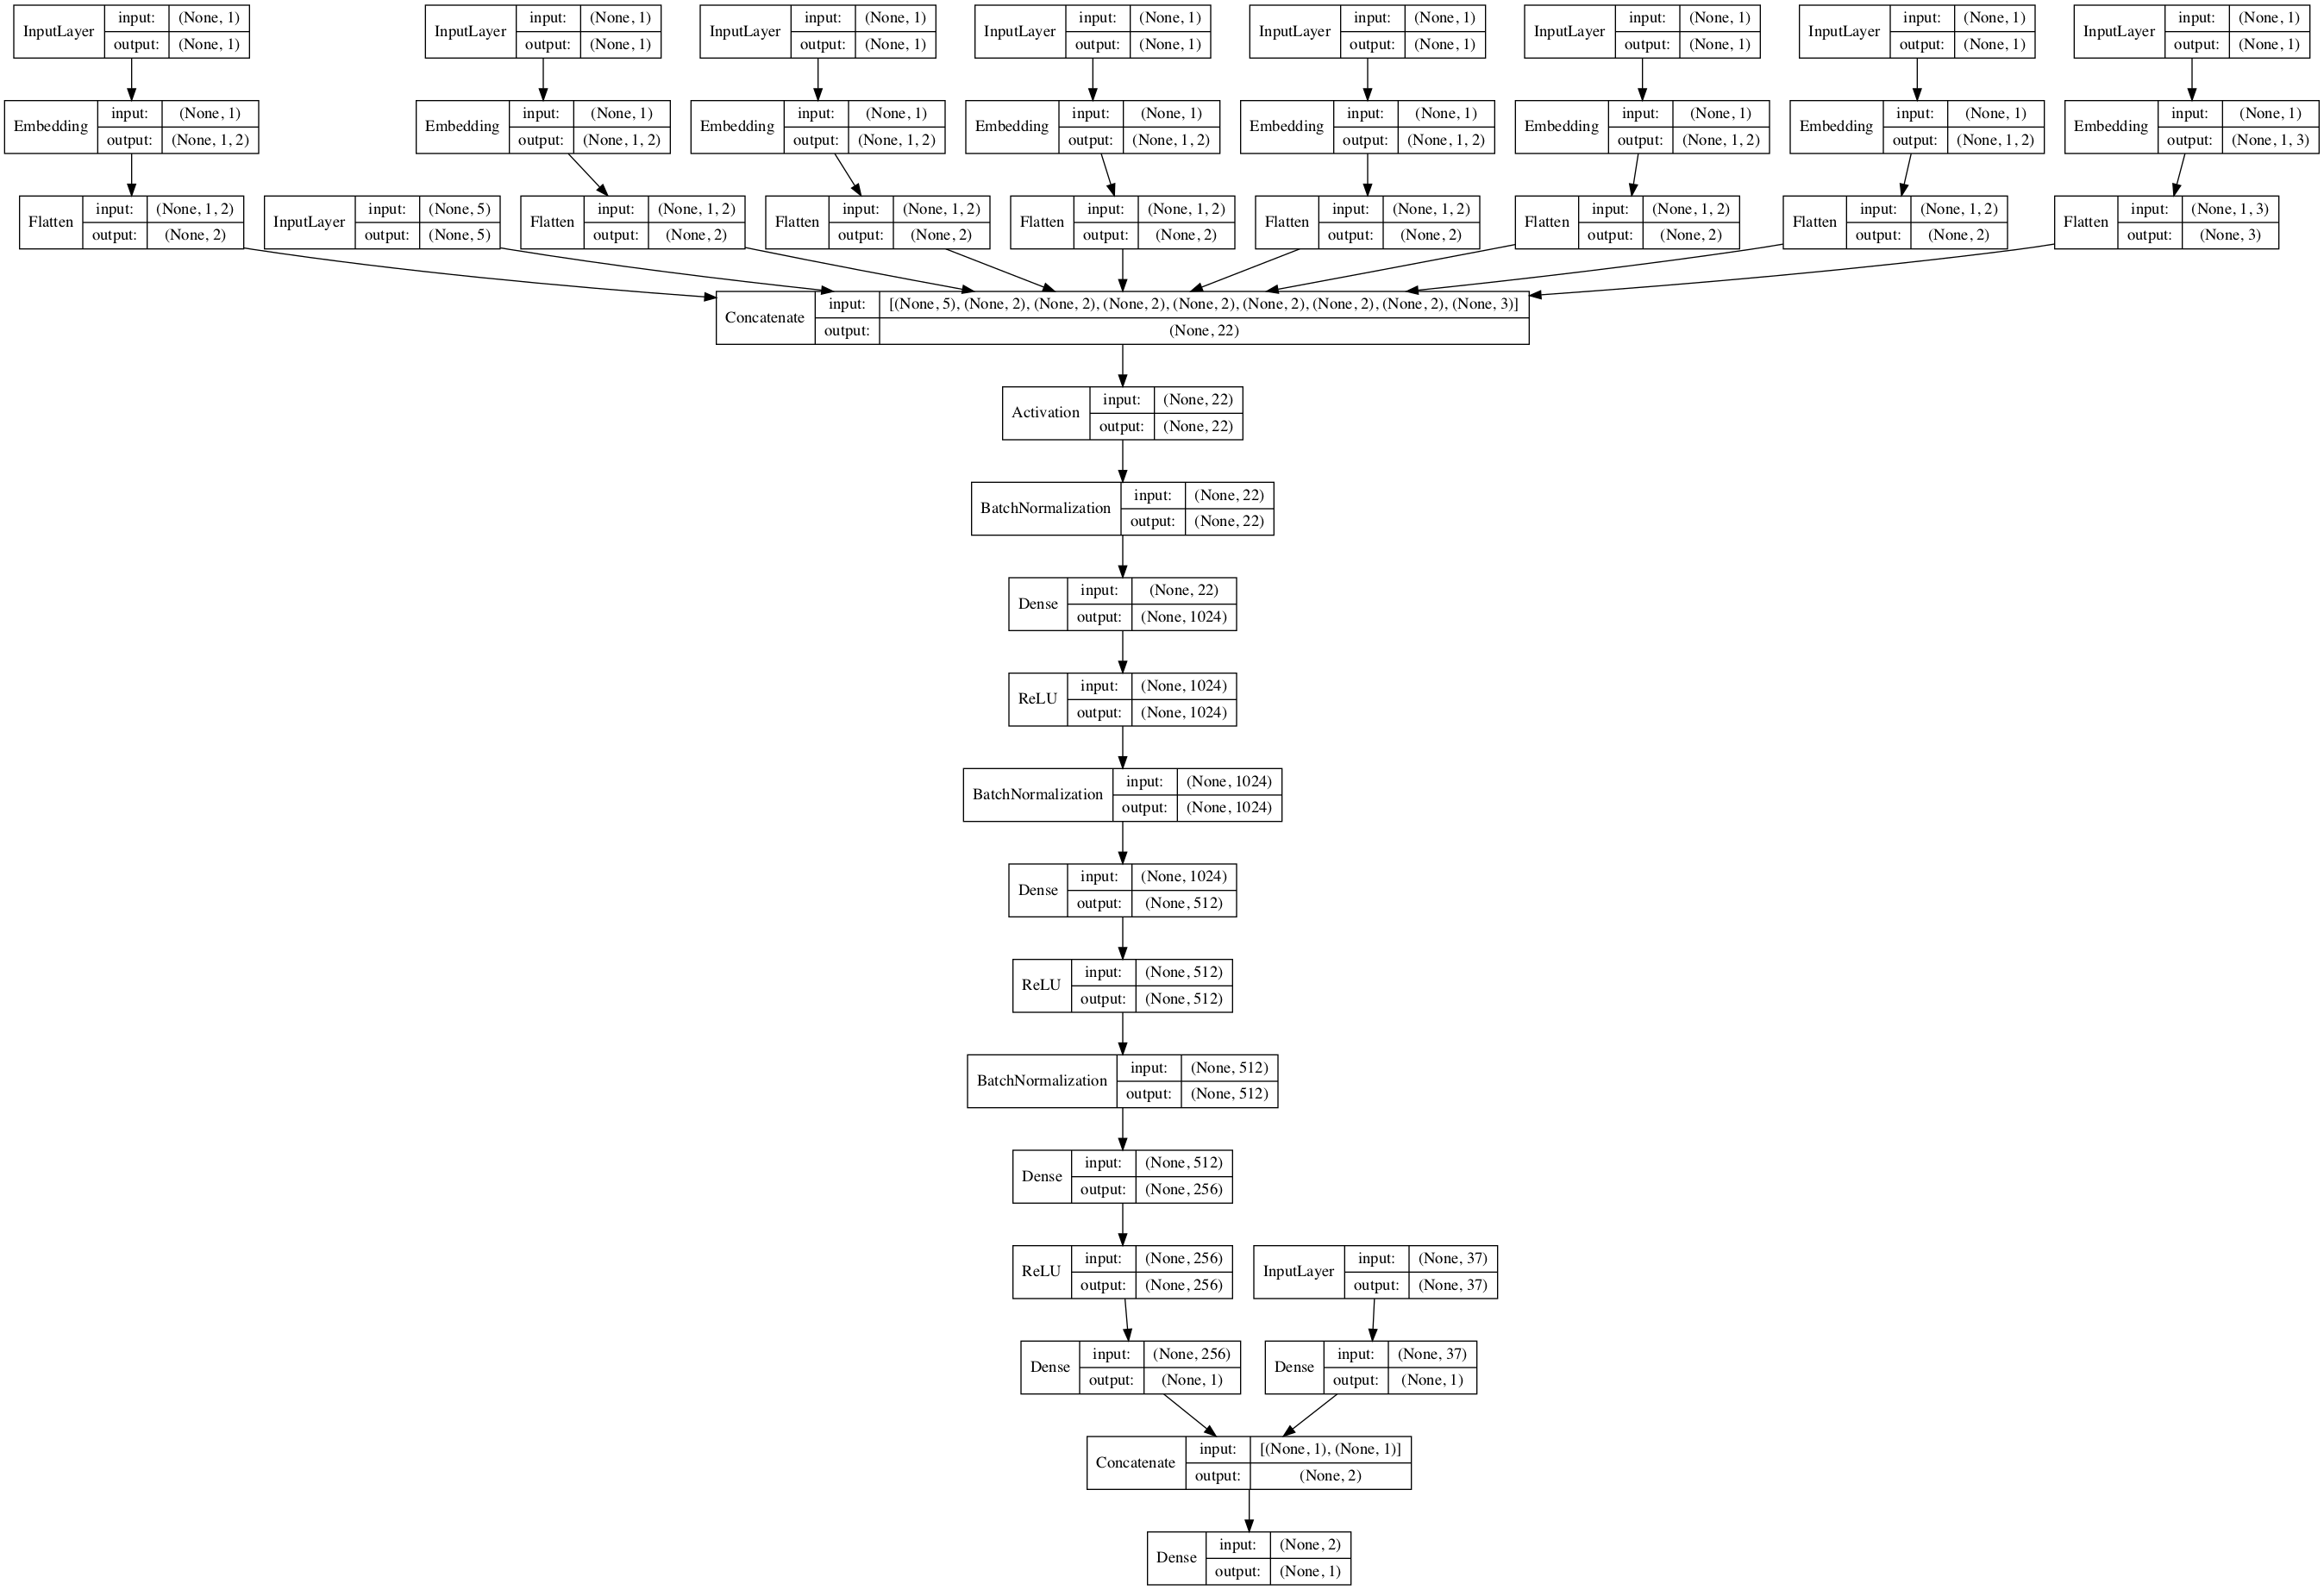 InputLayer input: (None, 1) output: (None, 1)
InputLayer input: (None, 1) output: (None, 1)
InputLayer input: (None, 1) output: (None, 1)
InputLayer input: (None, 1) output: (None, 1)
InputLayer input: (None, 1) output: (None, 1)
InputLayer input: (None, 1) output: (None, 1)
InputLayer input: (None, 1) output: (None, 1)
InputLayer input: (None, 1) output: (None, 1)
Embedding input: (None, 1) output: (None, 1, 2)
Embedding input: (None, 1) output: (None, 1, 2)
Embedding input: (None, 1) output: (None, 1, 2)
Embedding input: (None, 1) output: (None, 1, 2)
Embedding input: (None, 1) output: (None, 1, 2)
Embedding input: (None, 1) output: (None, 1, 2)
Embedding input: (None, 1) output: (None, 1, 2)
Embedding input: (None, 1) output: (None, 1, 3)
Flatten input: (None, 1, 2) output: (None, 2)
InputLayer input: (None, 5) output: (None, 5)
Flatten input: (None, 1, 2) output: (None, 2)
Flatten input: (None, 1, 2) output: (None, 2)
Flatten input: (None, 1, 2) output: (None, 2)
Flatten input: (None, 1, 2) output: (None, 2)
Flatten input: (None, 1, 2) output: (None, 2)
Flatten input: (None, 1, 2) output: (None, 2)
Flatten input: (None, 1, 3) output: (None, 3)
Concatenate input: [(None, 5), (None, 2), (None, 2), (None, 2), (None, 2), (None, 2), (None, 2), (None, 2), (None, 3)] output: (None, 22)
Activation input: (None, 22) output: (None, 22)
BatchNormalization input: (None, 22) output: (None, 22)
Dense input: (None, 22) output: (None, 1024)
ReLU input: (None, 1024) output: (None, 1024)
BatchNormalization input: (None, 1024) output: (None, 1024)
Dense input: (None, 1024) output: (None, 512)
ReLU input: (None, 512) output: (None, 512)
BatchNormalization input: (None, 512) output: (None, 512)
Dense input: (None, 512) output: (None, 256)
ReLU input: (None, 256) output: (None, 256)
InputLayer input: (None, 37) output: (None, 37)
Dense input: (None, 256) output: (None, 1)
Dense input: (None, 37) output: (None, 1)
Concatenate input: [(None, 1), (None, 1)] output: (None, 2)
Dense input: (None, 2) output: (None, 1)